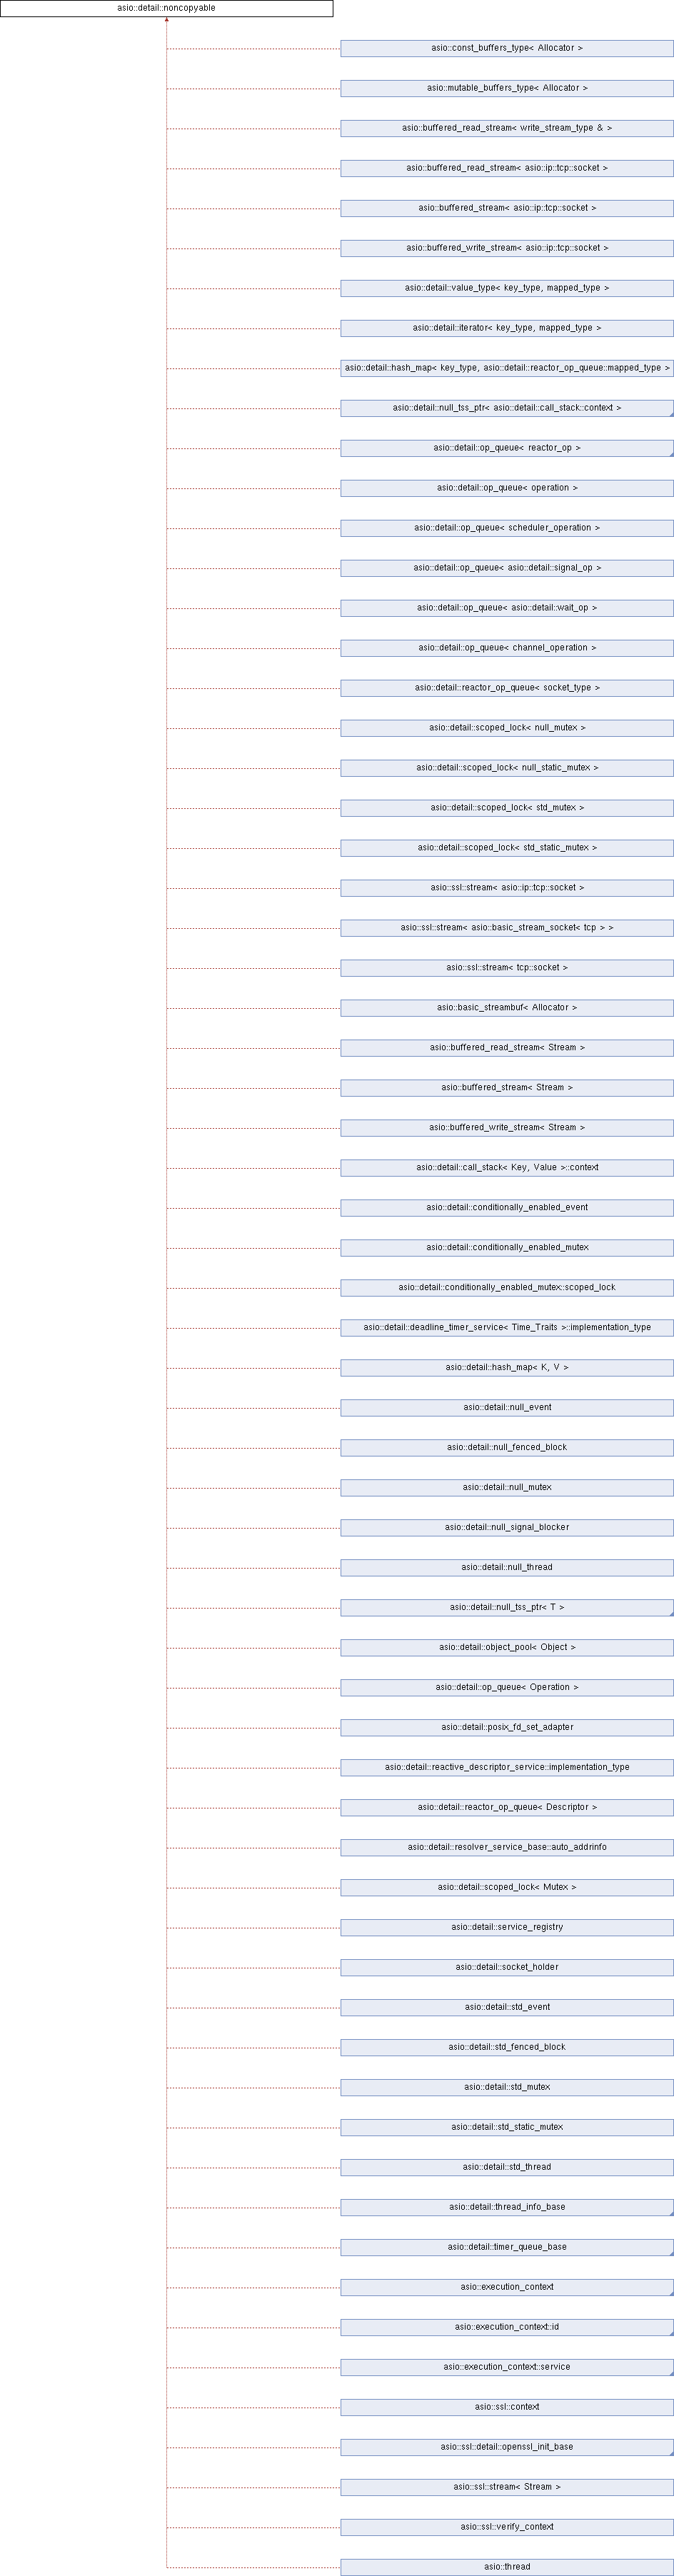 asio::detail::noncopyable
asio::const_buffers_type< Allocator >
asio::mutable_buffers_type< Allocator >
asio::buffered_read_stream< write_stream_type & >
asio::buffered_read_stream< asio::ip::tcp::socket >
asio::buffered_stream< asio::ip::tcp::socket >
asio::buffered_write_stream< asio::ip::tcp::socket >
asio::detail::value_type< key_type, mapped_type >
asio::detail::iterator< key_type, mapped_type >
asio::detail::hash_map< key_type, asio::detail::reactor_op_queue::mapped_type >
asio::detail::null_tss_ptr< asio::detail::call_stack::context >
asio::detail::op_queue< reactor_op >
asio::detail::op_queue< operation >
asio::detail::op_queue< scheduler_operation >
asio::detail::op_queue< asio::detail::signal_op >
asio::detail::op_queue< asio::detail::wait_op >
asio::detail::op_queue< channel_operation >
asio::detail::reactor_op_queue< socket_type >
asio::detail::scoped_lock< null_mutex >
asio::detail::scoped_lock< null_static_mutex >
asio::detail::scoped_lock< std_mutex >
asio::detail::scoped_lock< std_static_mutex >
asio::ssl::stream< asio::ip::tcp::socket >
asio::ssl::stream< asio::basic_stream_socket< tcp > >
asio::ssl::stream< tcp::socket >
asio::basic_streambuf< Allocator >
asio::buffered_read_stream< Stream >
asio::buffered_stream< Stream >
asio::buffered_write_stream< Stream >
asio::detail::call_stack< Key, Value >::context
asio::detail::conditionally_enabled_event
asio::detail::conditionally_enabled_mutex
asio::detail::conditionally_enabled_mutex::scoped_lock
asio::detail::deadline_timer_service< Time_Traits >::implementation_type
asio::detail::hash_map< K, V >
asio::detail::null_event
asio::detail::null_fenced_block
asio::detail::null_mutex
asio::detail::null_signal_blocker
asio::detail::null_thread
asio::detail::null_tss_ptr< T >
asio::detail::object_pool< Object >
asio::detail::op_queue< Operation >
asio::detail::posix_fd_set_adapter
asio::detail::reactive_descriptor_service::implementation_type
asio::detail::reactor_op_queue< Descriptor >
asio::detail::resolver_service_base::auto_addrinfo
asio::detail::scoped_lock< Mutex >
asio::detail::service_registry
asio::detail::socket_holder
asio::detail::std_event
asio::detail::std_fenced_block
asio::detail::std_mutex
asio::detail::std_static_mutex
asio::detail::std_thread
asio::detail::thread_info_base
asio::detail::timer_queue_base
asio::execution_context
asio::execution_context::id
asio::execution_context::service
asio::ssl::context
asio::ssl::detail::openssl_init_base
asio::ssl::stream< Stream >
asio::ssl::verify_context
asio::thread